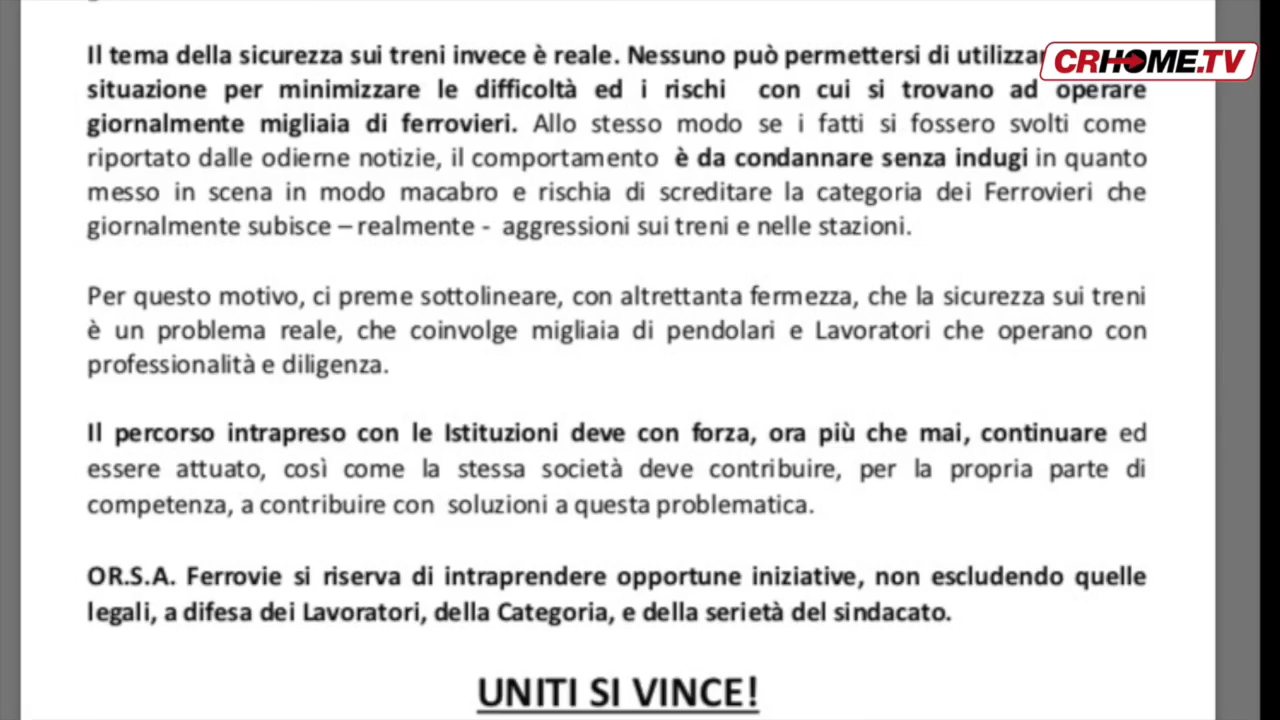 Il tema della sicurezza sui treni invece è reale. Nessuno può permettersi di
CRHOME.TV
situazione per minimizzare le difficoltà ed i rischi con cui si trovano ad operare
giornalmente migliaia di ferrovieri. Allo stesso modo se i fatti si fossero svolti come
riportato dalle odierne notizie, il comportamento è da condannare senza indugi in quanto
messo in scena in modo macabro e rischia di screditare la categoria dei Ferrovieri che
giornalmente subisce – realmente - aggressioni sui treni e nelle stazioni.
Per questo motivo, ci preme sottolineare, con altrettanta fermezza, che la sicurezza sui treni
è un problema reale, che coinvolge migliaia di pendolari e Lavoratori che operano con
professionalità e diligenza.
Il percorso intrapreso con le Istituzioni deve con forza, ora più che mai, continuare ed
essere attuato, così come la stessa società deve contribuire, per la propria parte di
competenza, a contribuire con soluzioni a questa problematica.
OR.S.A. Ferrovie si riserva di intraprendere opportune iniziative, non escludendo quelle
legali, a difesa dei Lavoratori, della Categoria, e della serietà del sindacato.
UNITI SI VINCE!